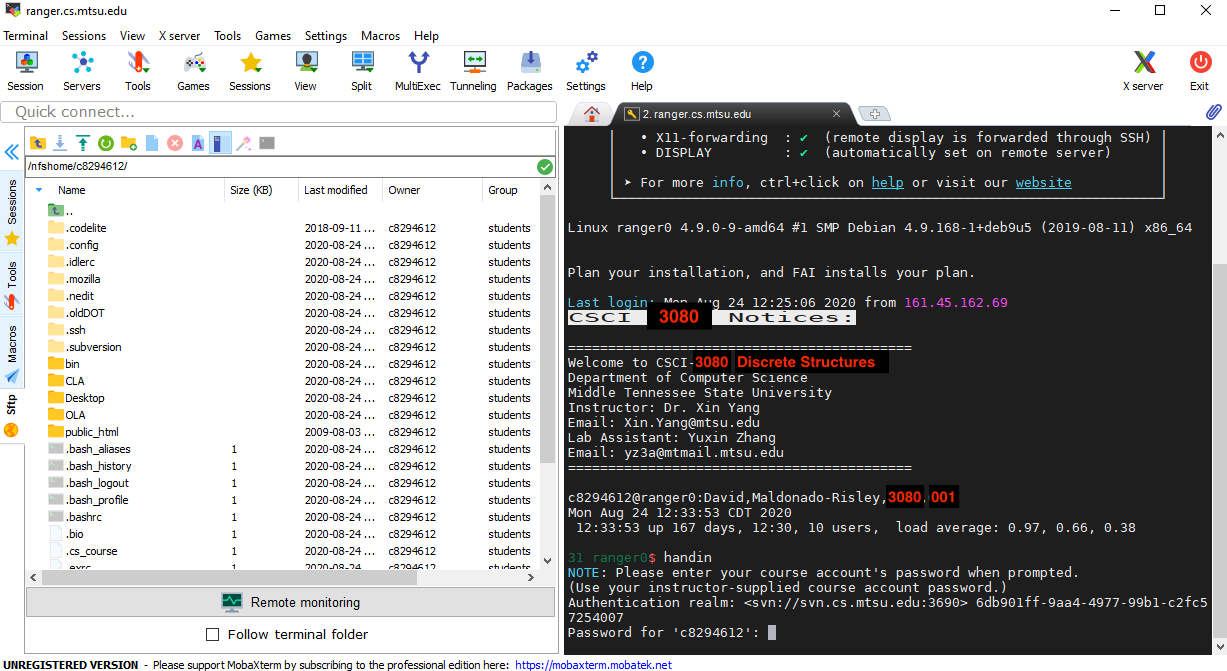 ranger.cs.mtsu.edu
Terminal Sessions View X server Tools Games Settings Macros Help
Session Servers Tools Games Sessions View Split MultiExec Tunneling Packages Settings Help X server Exit
Quick connect...
2. ranger.cs.mtsu.edu
/nfshome/c8294612/
Sessions
Tools
Macros
Sftp
Name Size (KB) Last modified Owner Group
..
.codelite 2018-09-11 ... c8294612 students
.config 2020-08-24 ... c8294612 students
.idlerc 2020-08-24 ... c8294612 students
.mozilla 2020-08-24 ... c8294612 students
.nedit 2020-08-24 ... c8294612 students
.oldDOT 2020-08-24 ... c8294612 students
.ssh 2020-08-24 ... c8294612 students
.subversion 2020-08-24 ... c8294612 students
bin 2020-08-24 ... c8294612 students
CLA 2020-08-24 ... c8294612 students
Desktop 2020-08-24 ... c8294612 students
OLA 2020-08-24 ... c8294612 students
public_html 2009-08-03 ... c8294612 students
.bash_aliases 1 2020-08-24 ... c8294612 students
.bash_history 1 2020-08-24 ... c8294612 students
.bash_logout 1 2020-08-24 ... c8294612 students
.bash_profile 1 2020-08-24 ... c8294612 students
.bashrc 1 2020-08-24 ... c8294612 students
.bio 1 2020-08-24 ... c8294612 students
.cs_course 1 2020-08-24 ... c8294612 students
.exrc 1 2020-08-24 ... c8294612 students
Remote monitoring
Follow terminal folder
• X11-forwarding : ✔ (remote display is forwarded through SSH)
• DISPLAY : ✔ (automatically set on remote server)
➤ For more info, ctrl+click on help or visit our website
Linux ranger0 4.9.0-9-amd64 #1 SMP Debian 4.9.168-1+deb9u5 (2019-08-11) x86_64
Plan your installation, and FAI installs your plan.
Last login: Mon Aug 24 12:25:06 2020 from 161.45.162.69
CSCI 3080 Notices:
===========================================
Welcome to CSCI-3080 Discrete Structures
Department of Computer Science
Middle Tennessee State University
Instructor: Dr. Xin Yang
Email: Xin.Yang@mtsu.edu
Lab Assistant: Yuxin Zhang
Email: yz3a@mtmail.mtsu.edu
===========================================
c8294612@ranger0:David,Maldonado-Risley,3080,001
Mon Aug 24 12:33:53 CDT 2020
12:33:53 up 167 days, 12:30, 10 users, load average: 0.97, 0.66, 0.38
31 ranger0$ handin
NOTE: Please enter your course account's password when prompted.
(Use your instructor-supplied course account password.)
Authentication realm: <svn://svn.cs.mtsu.edu:3690> 6db901ff-9aa4-4977-99b1-c2fc5
7254007
Password for 'c8294612':
UNREGISTERED VERSION - Please support MobaXterm by subscribing to the professional edition here: https://mobaxterm.mobatek.net